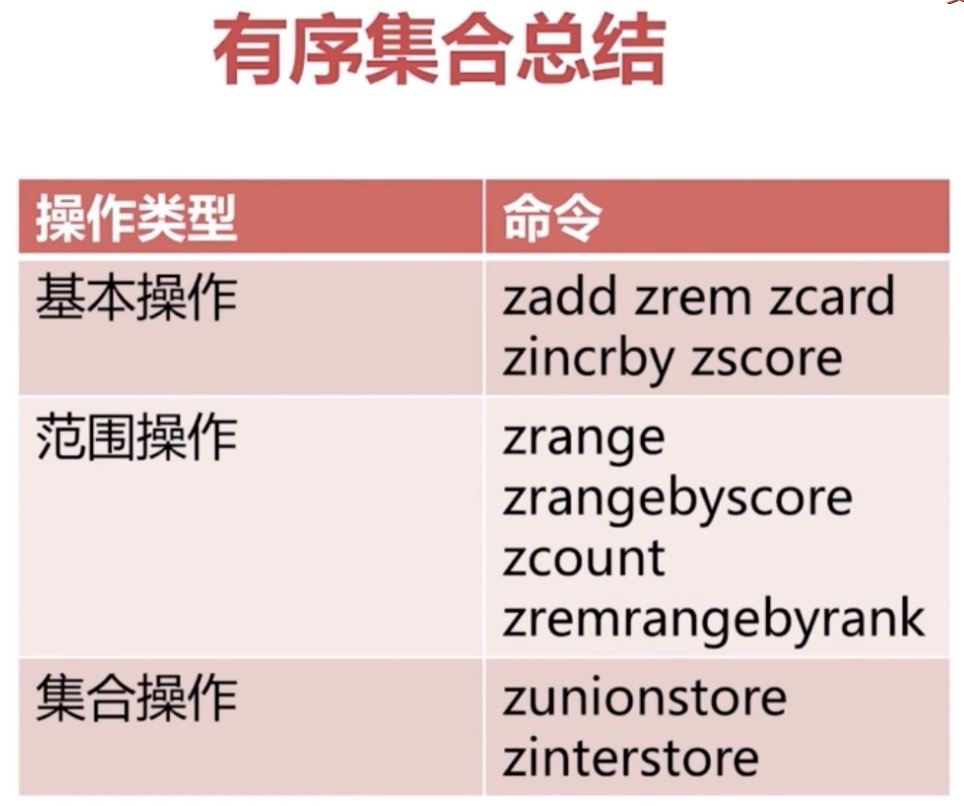 有序集合总结
操作类型 命令
基本操作 zadd zrem zcard
zincrby zscore
范围操作 zrange
zrangebyscore
zcount
zremrangebyrank
集合操作 zunionstore
zinterstore